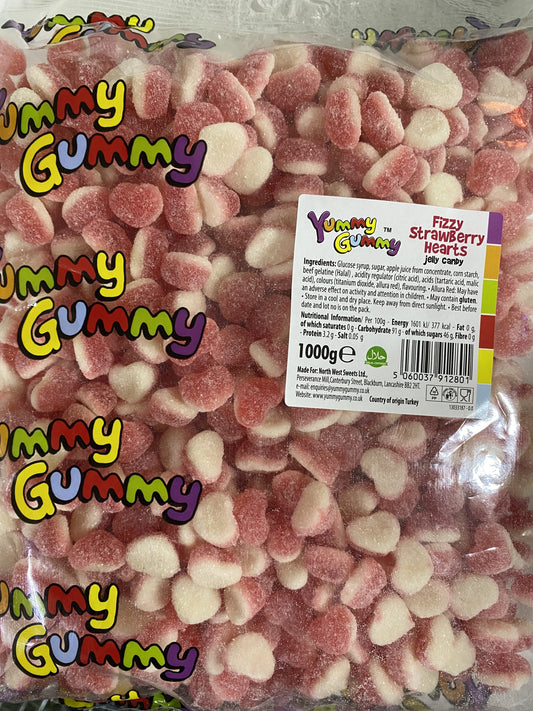 Yummy
Gummy
ummy
Gummy
ummy
Gummy
ummy
Gummy
Yummy ™
Gummy
Fizzy
Strawberry
Hearts
jelly candy
Ingredients: Glucose syrup, sugar, apple juice from concentrate, corn starch,
beef gelatine (Halal) , acidity regulator (citric acid), acids (tartaric acid, malic
acid), colours (titanium dioxide, allura red), flavouring. • Allura Red: May have
an adverse effect on activity and attention in children. • May contain gluten.
• Store in a cool and dry place. Keep away from direct sunlight. • Best before
date and lot no is on the pack.
Nutritional Information/ Per 100g - Energy 1601 kJ/ 377 kcal - Fat 0 g,
of which saturates 0 g - Carbohydrate 91 g - of which sugars 46 g, Fibre 0 g
- Protein 3.2 g - Salt 0.05 g
1000g e
حلال
5 060037 912801
Made For: North West Sweets Ltd.,
Perseverance Mill,Canterbury Street, Blackburn, Lancashire BB2 2HT.
e-mail: enquiries@yummygummy.co.uk
Website: www.yummygummy.co.uk
Country of origin Turkey
PP